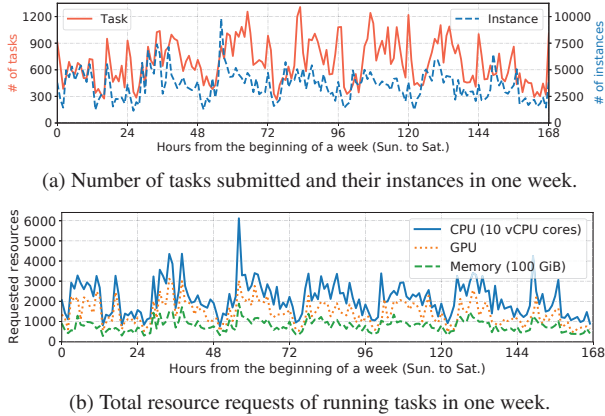 Task
Instance
1200
900
600
300
0
10000
7500
5000
2500
0
# of tasks
# of instances
0 24 48 72 96 120 144 168
Hours from the beginning of a week (Sun. to Sat.)
(a) Number of tasks submitted and their instances in one week.
6000
5000
4000
3000
2000
1000
0
Requested resources
CPU (10 vCPU cores)
GPU
Memory (100 GiB)
0 24 48 72 96 120 144 168
Hours from the beginning of a week (Sun. to Sat.)
(b) Total resource requests of running tasks in one week.